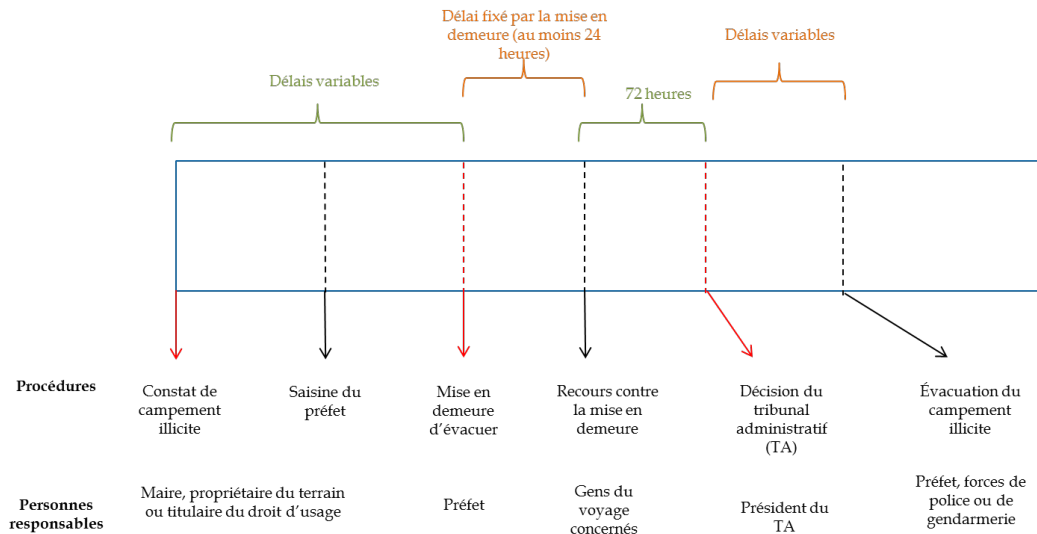 Délai fixé par la mise en
demeure (au moins 24
heures)
Délais variables
Délais variables
72 heures
Procédures
Constat de
campement
illicite
Saisine du
préfet
Mise en
demeure
d’évacuer
Recours contre
la mise en
demeure
Décision du
tribunal
administratif
(TA)
Évacuation du
campement
illicite
Personnes
responsables
Maire, propriétaire du terrain
ou titulaire du droit d’usage
Préfet
Gens du
voyage
concernés
Président du
TA
Préfet, forces de
police ou de
gendarmerie